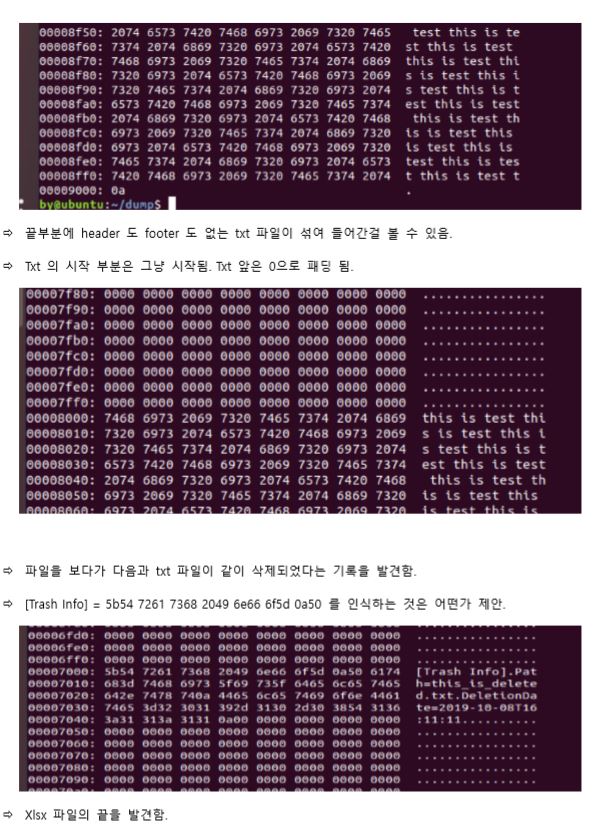 00008f50: 2074 6573 7420 7468 6973 2069 7320 7465   test this is te
00008f60: 7374 2074 6869 7320 6973 2074 6573 7420  st this is test
00008f70: 7468 6973 2069 7320 7465 7374 2074 6869  this is test thi
00008f80: 7320 6973 2074 6573 7420 7468 6973 2069  s is test this i
00008f90: 7320 7465 7374 2074 6869 7320 6973 2074  s test this is t
00008fa0: 6573 7420 7468 6973 2069 7320 7465 7374  est this is test
00008fb0: 2074 6869 7320 6973 2074 6573 7420 7468   this is test th
00008fc0: 6973 2069 7320 7465 7374 2074 6869 7320  is is test this
00008fd0: 6973 2074 6573 7420 7468 6973 2069 7320  is test this is
00008fe0: 7465 7374 2074 6869 7320 6973 2074 6573  test this is tes
00008ff0: 7420 7468 6973 2069 7320 7465 7374 2074  t this is test t
00009000: 0a  .
by@ubuntu:~/dump$
⇨ 끝부분에 header 도 footer 도 없는 txt 파일이 섞여 들어간걸 볼 수 있음.
⇨ Txt 의 시작 부분은 그냥 시작됨. Txt 앞은 0으로 패딩 됨.
00007f80: 0000 0000 0000 0000 0000 0000 0000 0000  ................
00007f90: 0000 0000 0000 0000 0000 0000 0000 0000  ................
00007fa0: 0000 0000 0000 0000 0000 0000 0000 0000  ................
00007fb0: 0000 0000 0000 0000 0000 0000 0000 0000  ................
00007fc0: 0000 0000 0000 0000 0000 0000 0000 0000  ................
00007fd0: 0000 0000 0000 0000 0000 0000 0000 0000  ................
00007fe0: 0000 0000 0000 0000 0000 0000 0000 0000  ................
00007ff0: 0000 0000 0000 0000 0000 0000 0000 0000  ................
00008000: 7468 6973 2069 7320 7465 7374 2074 6869  this is test thi
00008010: 7320 6973 2074 6573 7420 7468 6973 2069  s is test this i
00008020: 7320 7465 7374 2074 6869 7320 6973 2074  s test this is t
00008030: 6573 7420 7468 6973 2069 7320 7465 7374  est this is test
00008040: 2074 6869 7320 6973 2074 6573 7420 7468   this is test th
00008050: 6973 2069 7320 7465 7374 2074 6869 7320  is is test this
00008060: 6973 2074 6573 7420 7468 6973 2069 7320  is test this is
⇨ 파일을 보다가 다음과 txt 파일이 같이 삭제되었다는 기록을 발견함.
⇨ [Trash Info] = 5b54 7261 7368 2049 6e66 6f5d 0a50 를 인식하는 것은 어떤가 제안.
00006fd0: 0000 0000 0000 0000 0000 0000 0000 0000  ................
00006fe0: 0000 0000 0000 0000 0000 0000 0000 0000  ................
00006ff0: 0000 0000 0000 0000 0000 0000 0000 0000  ................
00007000: 5b54 7261 7368 2049 6e66 6f5d 0a50 6174  [Trash Info].Pat
00007010: 683d 7468 6973 5f69 735f 6465 6c65 7465  h=this_is_delete
00007020: 642e 7478 740a 4465 6c65 7469 6f6e 4461  d.txt.DeletionDa
00007030: 7465 3d32 3031 392d 3130 2d30 3854 3136  te=2019-10-08T16
00007040: 3a31 313a 3131 0a00 0000 0000 0000 0000  :11:11..........
00007050: 0000 0000 0000 0000 0000 0000 0000 0000  ................
00007060: 0000 0000 0000 0000 0000 0000 0000 0000  ................
00007070: 0000 0000 0000 0000 0000 0000 0000 0000  ................
00007080: 0000 0000 0000 0000 0000 0000 0000 0000  ................
00007090: 0000 0000 0000 0000 0000 0000 0000 0000  ................
⇨ Xlsx 파일의 끝을 발견함.